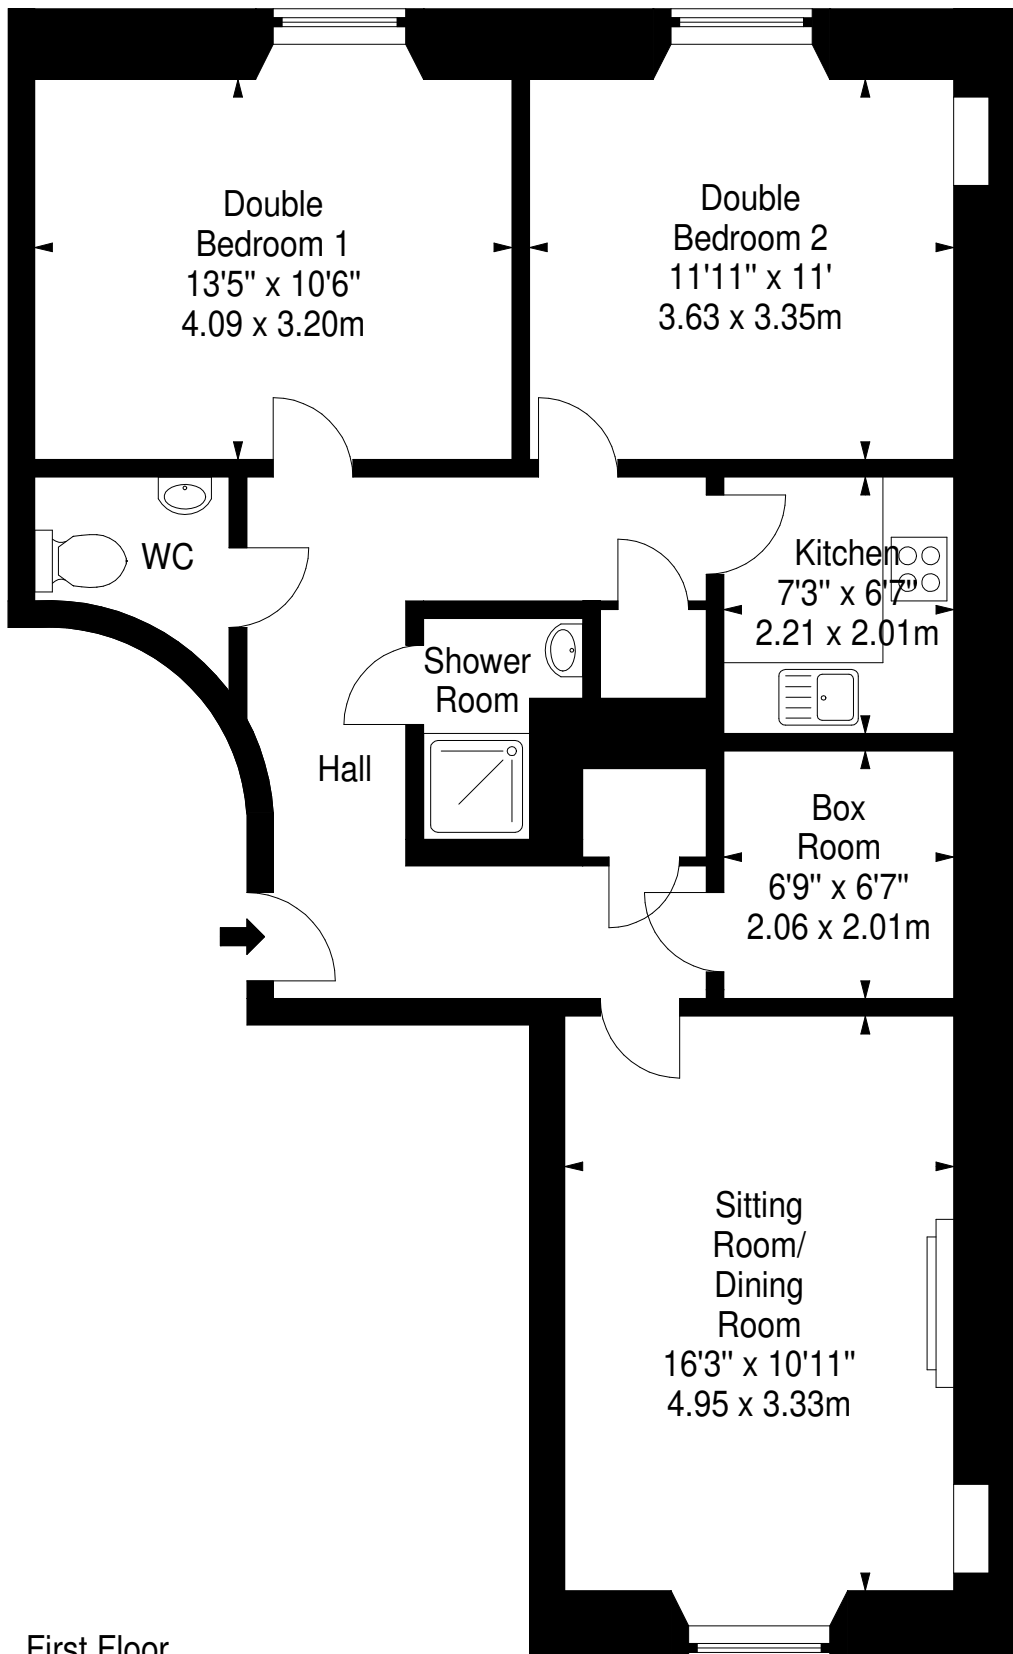 Double
Bedroom 1
13'5" x 10'6"
4.09 x 3.20m
Double
Bedroom 2
11'11" x 11'
3.63 x 3.35m
WC
Kitchen
7'3" x 6'7"
2.21 x 2.01m
Shower
Room
Hall
Box
Room
6'9" x 6'7"
2.06 x 2.01m
Sitting
Room/
Dining
Room
16'3" x 10'11"
4.95 x 3.33m
First Floor